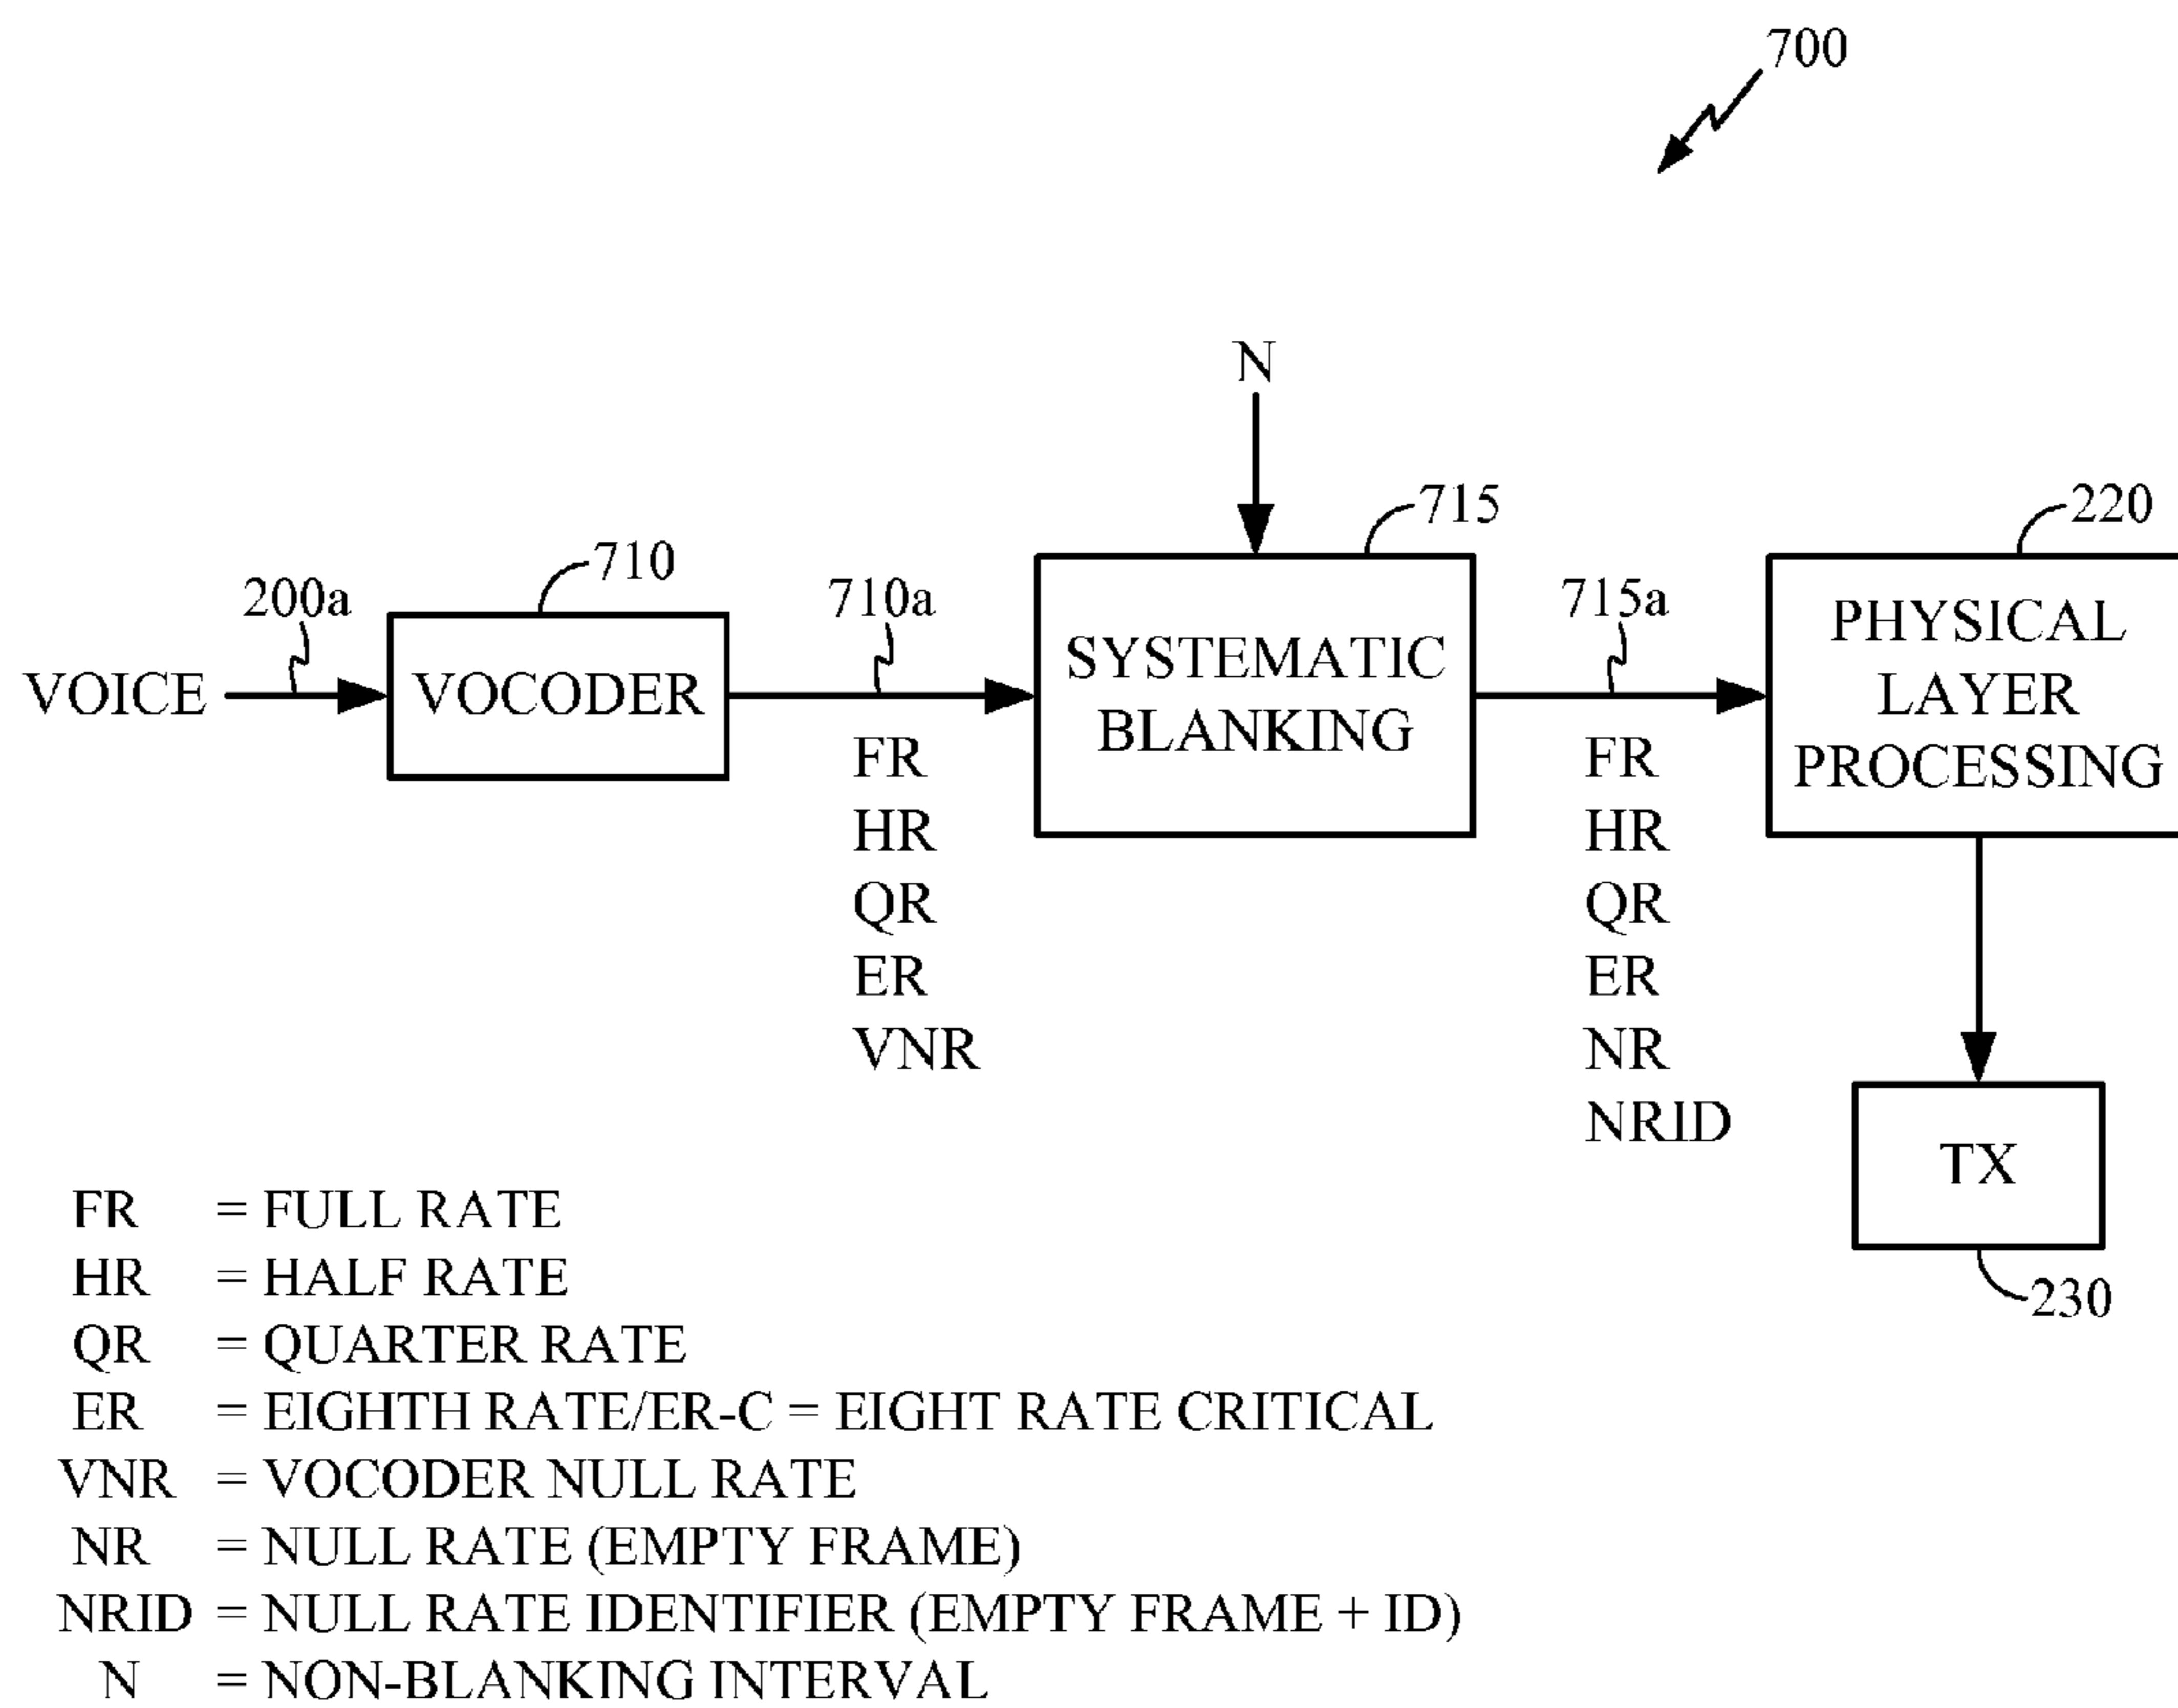 700
N
715
220
710
200a
710a
715a
VOICE
VOCODER
SYSTEMATIC
BLANKING
PHYSICAL
LAYER
PROCESSING
FR
HR
QR
ER
VNR
FR
HR
QR
ER
NR
NRID
TX
230
FR = FULL RATE
HR = HALF RATE
QR = QUARTER RATE
ER = EIGHTH RATE/ER-C = EIGHT RATE CRITICAL
VNR = VOCODER NULL RATE
NR = NULL RATE (EMPTY FRAME)
NRID = NULL RATE IDENTIFIER (EMPTY FRAME + ID)
N = NON-BLANKING INTERVAL